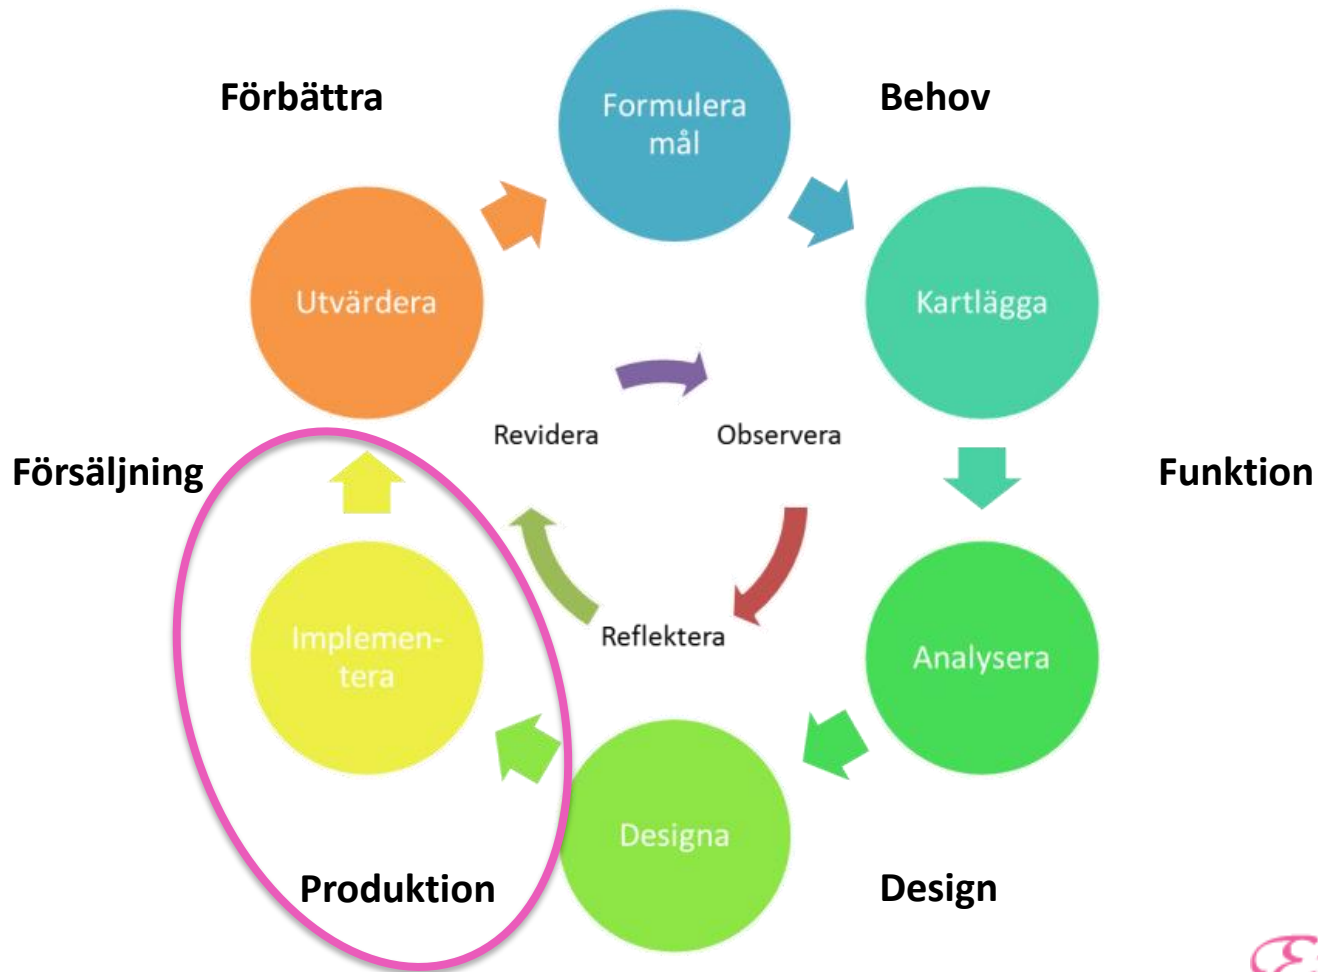 Förbättra
Formulera
mål
Behov
Utvärdera
Kartlägga
Revidera
Observera
Försäljning
Funktion
Implemen-
tera
Reflektera
Analysera
Designa
Produktion
Design